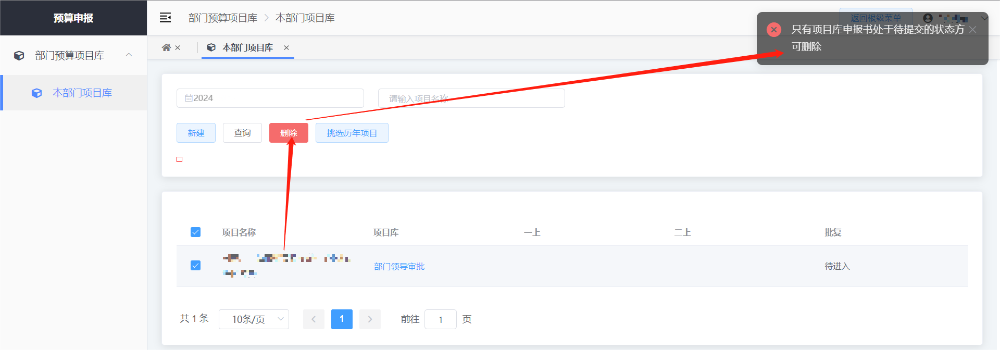 预算申报
部门预算项目库 > 本部门项目库
返回根级菜单
只有项目库申报书处于待提交的状态方
可删除
部门预算项目库
本部门项目库
本部门项目库
2024
请输入项目名称
新建 查询 删除 挑选历年项目
项目名称 项目库 一上 二上 批复
部门领导审批 待进入
共 1 条 10条/页 1 前往 1 页